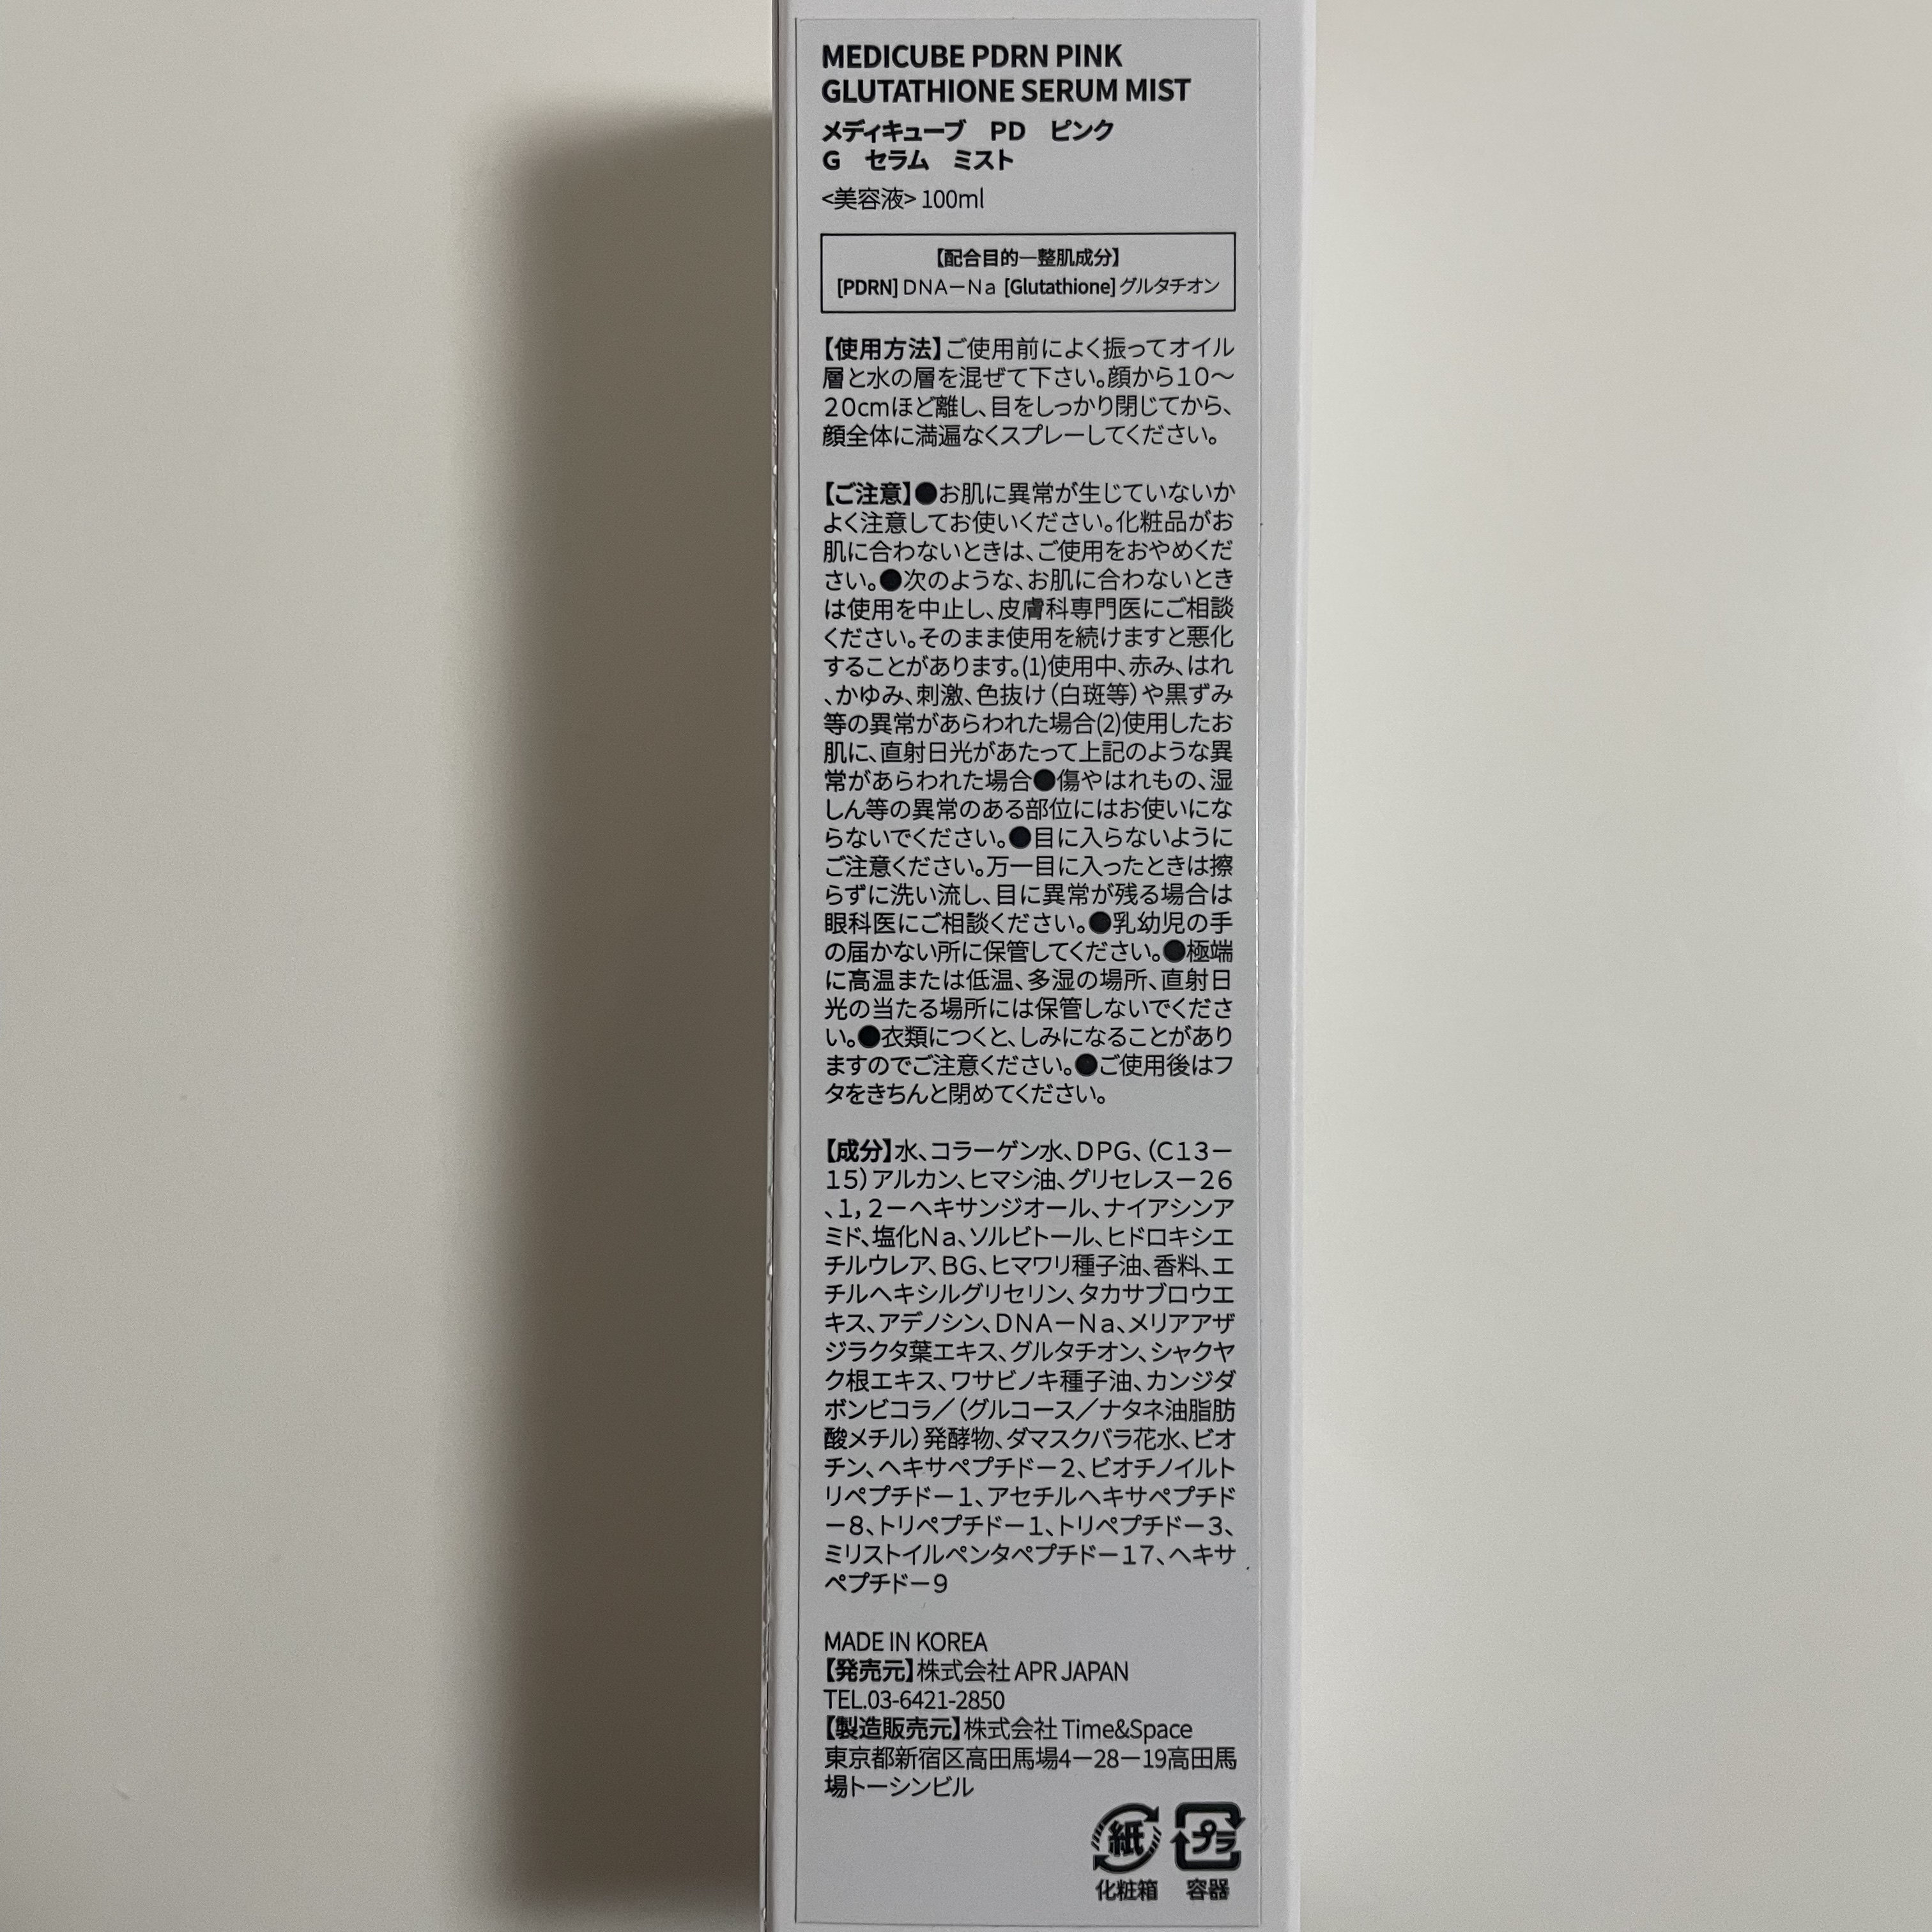 MEDICUBE PDRN PINK
GLUTATHIONE SERUM MIST
メディキューブ　PD　ピンク
G　セラム　ミスト
<美容液> 100ml
【配合目的―整肌成分】
[PDRN] DNA－Na [Glutathione] グルタチオン
【使用方法】ご使用前によく振ってオイル
層と水の層を混ぜて下さい。顔から10～
20cmほど離し、目をしっかり閉じてから、
顔全体に満遍なくスプレーしてください。
【ご注意】●お肌に異常が生じていないか
よく注意してお使いください。化粧品がお
肌に合わないときは、ご使用をおやめくだ
さい。●次のような、お肌に合わないとき
は使用を中止し、皮膚科専門医にご相談
ください。そのまま使用を続けますと悪化
することがあります。(1)使用中、赤み、はれ
、かゆみ、刺激、色抜け（白斑等）や黒ずみ
等の異常があらわれた場合(2)使用したお
肌に、直射日光があたって上記のような異
常があらわれた場合●傷やはれもの、湿
しん等の異常のある部位にはお使いにな
らないでください。●目に入らないように
ご注意ください。万一目に入ったときは擦
らずに洗い流し、目に異常が残る場合は
眼科医にご相談ください。●乳幼児の手
の届かない所に保管してください。●極端
に高温または低温、多湿の場所、直射日
光の当たる場所には保管しないでくださ
い。●衣類につくと、しみになることがあり
ますのでご注意ください。●ご使用後はフ
タをきちんと閉めてください。
【成分】水、コラーゲン水、DPG、（C13－
15）アルカン、ヒマシ油、グリセレス－26
、1，2－ヘキサンジオール、ナイアシンア
ミド、塩化Na、ソルビトール、ヒドロキシエ
チルウレア、BG、ヒマワリ種子油、香料、エ
チルヘキシルグリセリン、タカサブロウエ
キス、アデノシン、DNA－Na、メリアアザ
ジラクタ葉エキス、グルタチオン、シャクヤ
ク根エキス、ワサビノキ種子油、カンジダ
ボンビコラ／（グルコース／ナタネ油脂肪
酸メチル）発酵物、ダマスクバラ花水、ビオ
チン、ヘキサペプチド－2、ビオチノイルト
リペプチド－1、アセチルヘキサペプチド
－8、トリペプチド－1、トリペプチド－3、
ミリストイルペンタペプチド－17、ヘキサ
ペプチド－9
MADE IN KOREA
【発売元】株式会社 APR JAPAN
TEL.03-6421-2850
【製造販売元】株式会社 Time&Space
東京都新宿区高田馬場4－28－19高田馬
場トーシンビル
紙 プラ
化粧箱 容器